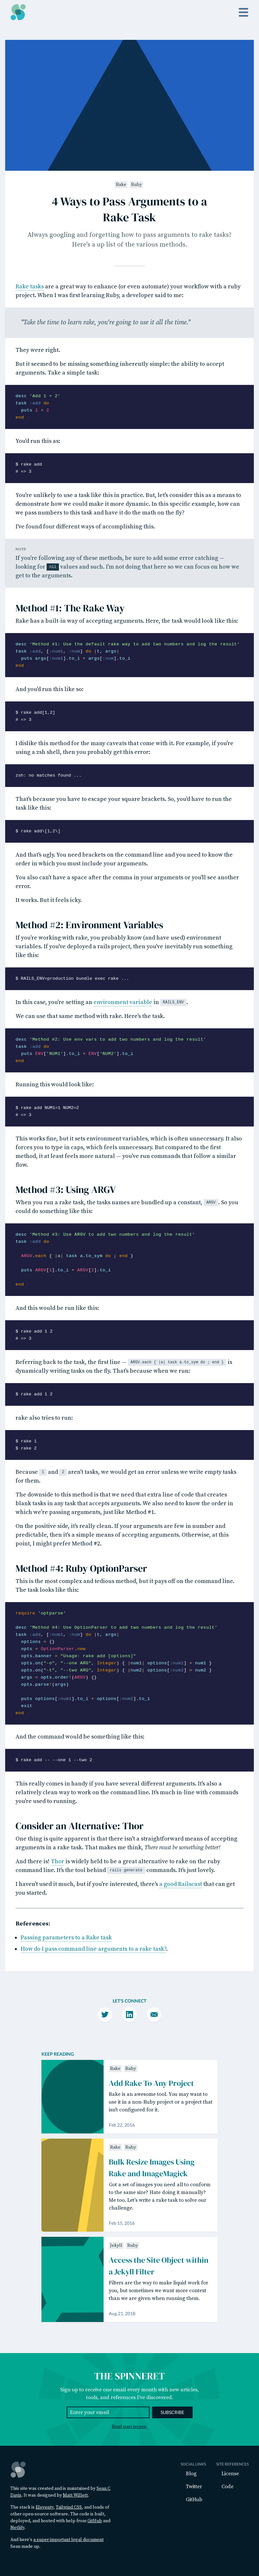 Rake Ruby
4 Ways to Pass Arguments to a
Rake Task
Always googling and forgetting how to pass arguments to rake tasks?
Here's a bit of the various methods.
Rake tasks are a great way to enhance (or even automate) your workflow with a ruby
project. When I was first learning Ruby, a developer said to me:
"Take the time to learn rake, you're going to use it all the time."
They were right.
But it seemed to be missing something inherently simple: the ability to accept
arguments. Take a simple task:
desc 'Add 1 + 2'
task :add do
puts 1 + 2
end
You'd run this as:
$ rake add
# => 3
You're unlikely to use a task like this in practice. But, let's consider this as a means to
demonstrate how we could make it more dynamic. In this specific example, how can
we pass numbers to this task and have it do the math on the fly?
I've found four different ways of accomplishing this.
NOTE
If you're following any of these methods, be sure to add some error catching —
looking for nil values and such. I'm not doing that here so we can focus on how we
get to the arguments.
Method #1: The Rake Way
Rake has a built-in way of accepting arguments. Here, the task would look like this:
desc 'Method #1: Use the default rake way to add two numbers and log the result'
task :add, [:num1, :num] do |t, args|
puts args[:num1].to_i + args[:num].to_i
end
And you'd run this like so:
$ rake add[1,2]
# => 3
I dislike this method for the many caveats that come with it. For example, if you're
using a zsh shell, then you probably get this error:
zsh: no matches found ...
That's because you have to escape your square brackets. So, you'd have to run the
task like this:
$ rake add\[1,2\]
And that's ugly. You need brackets on the command line and you need to know the
order in which you must include your arguments.
You also can't have a space after the comma in your arguments or you'll see another
error.
It works. But it feels icky.
Method #2: Environment Variables
If you're working with rake, you probably know (and have used) environment
variables. If you've deployed a rails project, then you've inevitably run something
like this:
$ RAILS_ENV=production bundle exec rake ...
In this case, you're setting an environment variable in RAILS_ENV.
We can use that same method with rake. Here's the task.
desc 'Method #2: Use env vars to add two numbers and log the result'
task :add do
puts ENV['NUM1'].to_i + ENV['NUM2'].to_i
end
Running this would look like:
$ rake add NUM1=1 NUM2=2
# => 3
This works fine, but it sets environment variables, which is often unnecessary. It also
forces you to type in caps, which also feels unnecessary. But compared to the first
method, it at least feels more natural — you've run commands that follow a similar
flow.
Method #3: Using ARGV
When you run a rake task, the tasks names are bundled up a constant, ARGV. So you
could do something like this:
desc 'Method #3: Use ARGV to add two numbers and log the result'
task :add do
ARGV.each { |a| task a.to_sym do ; end }
puts ARGV[1].to_i + ARGV[2].to_i
end
And this would be run like this:
$ rake add 1 2
# => 3
Referring back to the task, the first line — ARGV.each { |a| task a.to_sym do ; end } is
dynamically writing tasks on the fly. That's because when we run:
$ rake add 1 2
rake also tries to run:
$ rake 1
$ rake 2
Because 1 and 2 aren't tasks, we would get an error unless we write empty tasks
for them.
The downside to this method is that we need that extra line of code that creates
blank tasks in any task that accepts arguments. We also need to know the order in
which we're passing arguments, just like Method #1.
On the positive side, it's really clean. If your arguments are few in number and
predictable, then it's a simple means of accepting arguments. Otherwise, at this
point, I might prefer Method #2.
Method #4: Ruby OptionParser
This is the most complex and tedious method, but it pays off on the command line.
The task looks like this:
require 'optparse'
desc 'Method #4: Use OptionParser to add two numbers and log the result'
task :add, [:num1, :num] do |t, args|
options = {}
opts = OptionParser.new
opts.banner = "Usage: rake add [options]"
opts.on("-o", "--one ARG", Integer) { |num1| options[:num1] = num1 }
opts.on("-t", "--two ARG", Integer) { |num2| options[:num2] = num2 }
args = opts.order!(ARGV) {}
opts.parse!(args)
puts options[:num1].to_i + options[:num2].to_i
exit
end
And the command would be something like this:
$ rake add -- --one 1 --two 2
This really comes in handy if you have several different arguments. It's also a
relatively clean way to work on the command line. It's much nicer in-line with commands
you're used to running.
Consider an Alternative: Thor
One thing is quite apparent is that there isn't a straightforward means of accepting
arguments in a rake task. That makes me think, There must be something better!
And there is! Thor is widely held to be a great alternative to rake on the ruby
command line. It's the tool behind rails generate commands. It's just lovely.
I haven't used it much, but if you're interested, there's a good Railscast that can get
you started.
References:
Passing parameters to a Rake task
How do I pass command line arguments to a rake task?.
LET'S CONNECT
KEEP READING
Rake Ruby
Add Rake To Any Project
Rake is an awesome tool. You may want to
use it in a non-Ruby project or a project that
isn't configured for it.
Feb 22, 2016
Rake Ruby
Bulk Resize Images Using
Rake and ImageMagick
Got a set of images you need all to conform
to the same size? Hate doing it manually?
Me too. Let's write a rake task to solve our
challenge.
Feb 15, 2016
Jekyll Ruby
Access the Site Object within
a Jekyll Filter
Filters are the way to make liquid work for
you, but sometimes we want more context
than we are given when running them.
Aug 21, 2018
THE SPINNERET
Sign up to receive one email every month with new articles,
tools, and references I've discovered.
Enter your email
SUBSCRIBE
Read past issues.
This site was created and is maintained by Sean C
Davis. It was designed by Matt Willett.
The stack is Eleventy, Tailwind CSS, and loads of
other open-source software. The code is built,
deployed, and hosted with help from GitHub and
Netlify.
And here's a super important legal document
Sean made up.
SOCIAL LINKS
Blog
Twitter
GitHub
SITE REFERENCES
License
Code